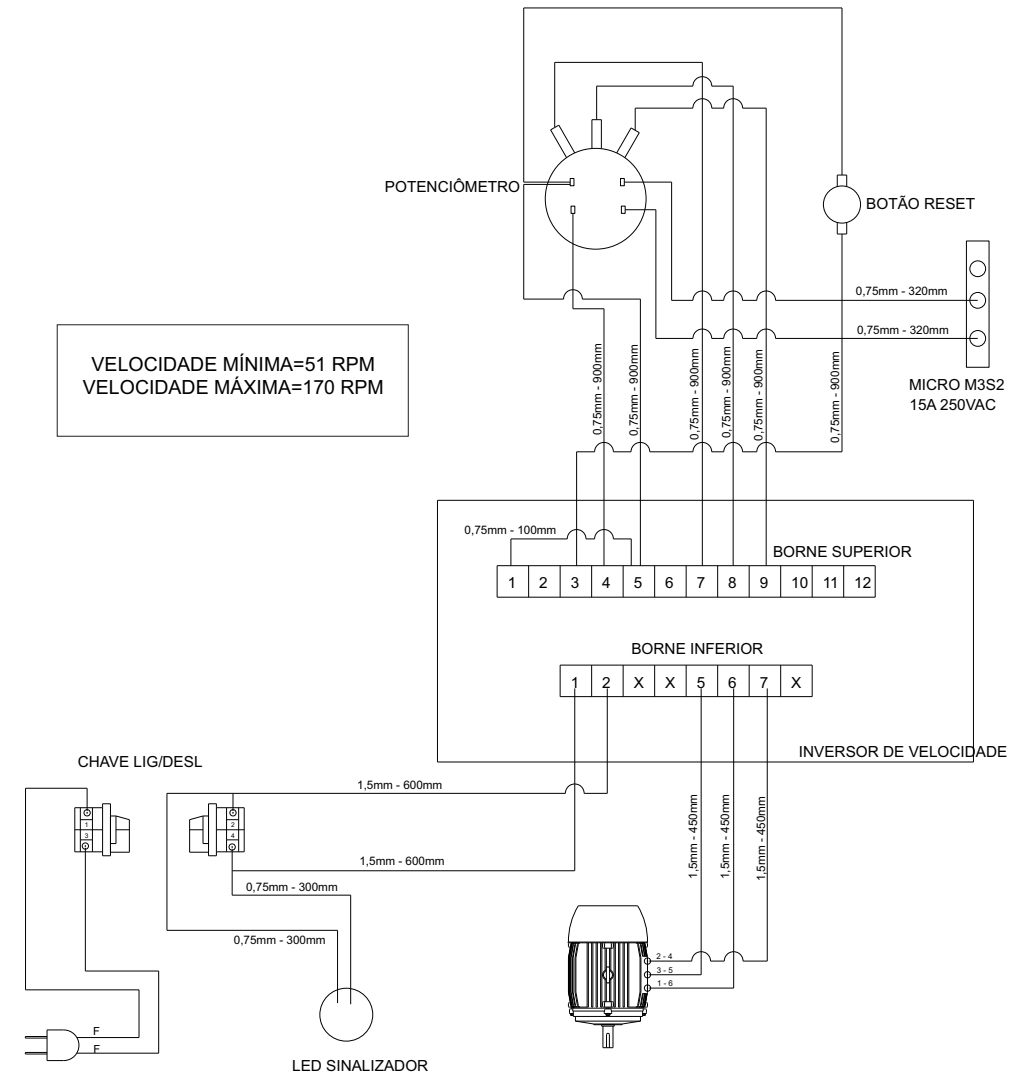 POTENCIÔMETRO
BOTÃO RESET
0,75mm - 320mm
0,75mm - 320mm
MICRO M3S2
15A 250VAC
VELOCIDADE MÍNIMA=51 RPM
VELOCIDADE MÁXIMA=170 RPM
0,75mm - 900mm
0,75mm - 900mm
0,75mm - 900mm
0,75mm - 900mm
0,75mm - 900mm
0,75mm - 900mm
0,75mm - 100mm
BORNE SUPERIOR
1 2 3 4 5 6 7 8 9 10 11 12
BORNE INFERIOR
1 2 X X 5 6 7 X
INVERSOR DE VELOCIDADE
CHAVE LIG/DESL
1
3
2
4
1,5mm - 600mm
1,5mm - 600mm
0,75mm - 300mm
0,75mm - 300mm
1,5mm - 450mm
1,5mm - 450mm
1,5mm - 450mm
2 - 4
3 - 5
1 - 6
F
F
LED SINALIZADOR